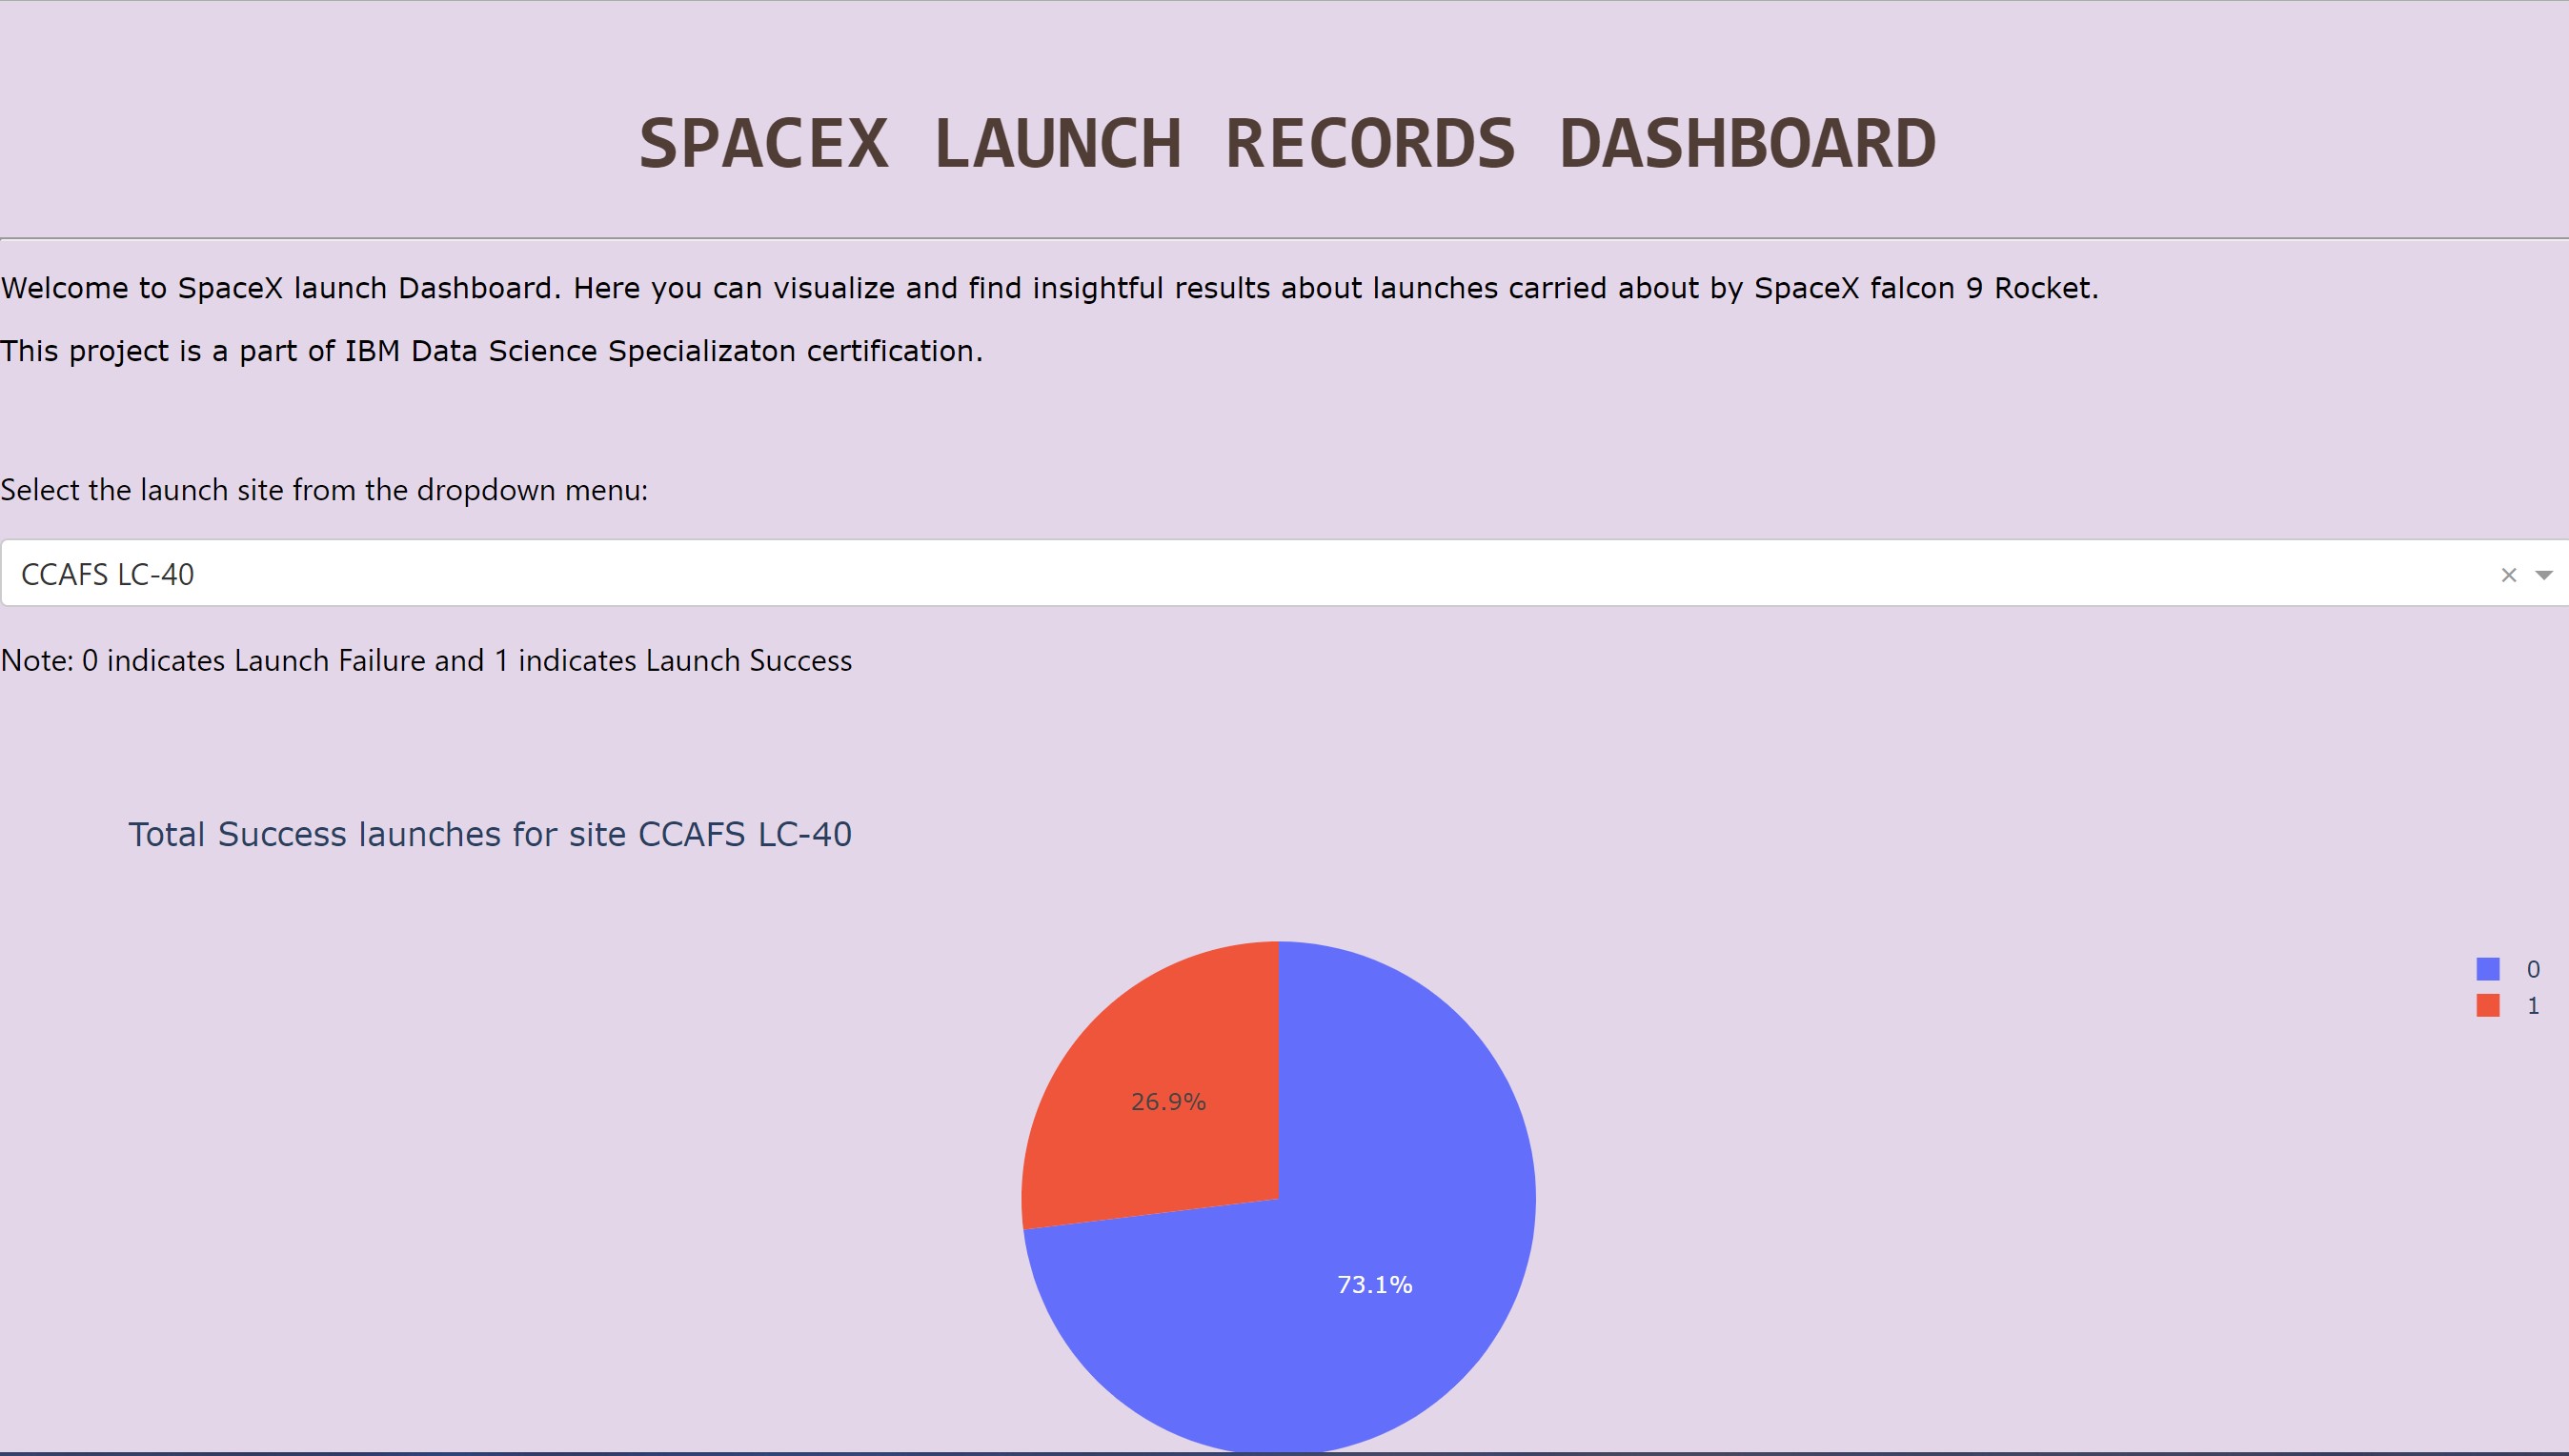 SPACEX LAUNCH RECORDS DASHBOARD
Welcome to SpaceX launch Dashboard. Here you can visualize and find insightful results about launches carried about by SpaceX falcon 9 Rocket.
This project is a part of IBM Data Science Specializaton certification.
Select the launch site from the dropdown menu:
CCAFS LC-40
Note: 0 indicates Launch Failure and 1 indicates Launch Success
Total Success launches for site CCAFS LC-40
0
1
26.9%
73.1%